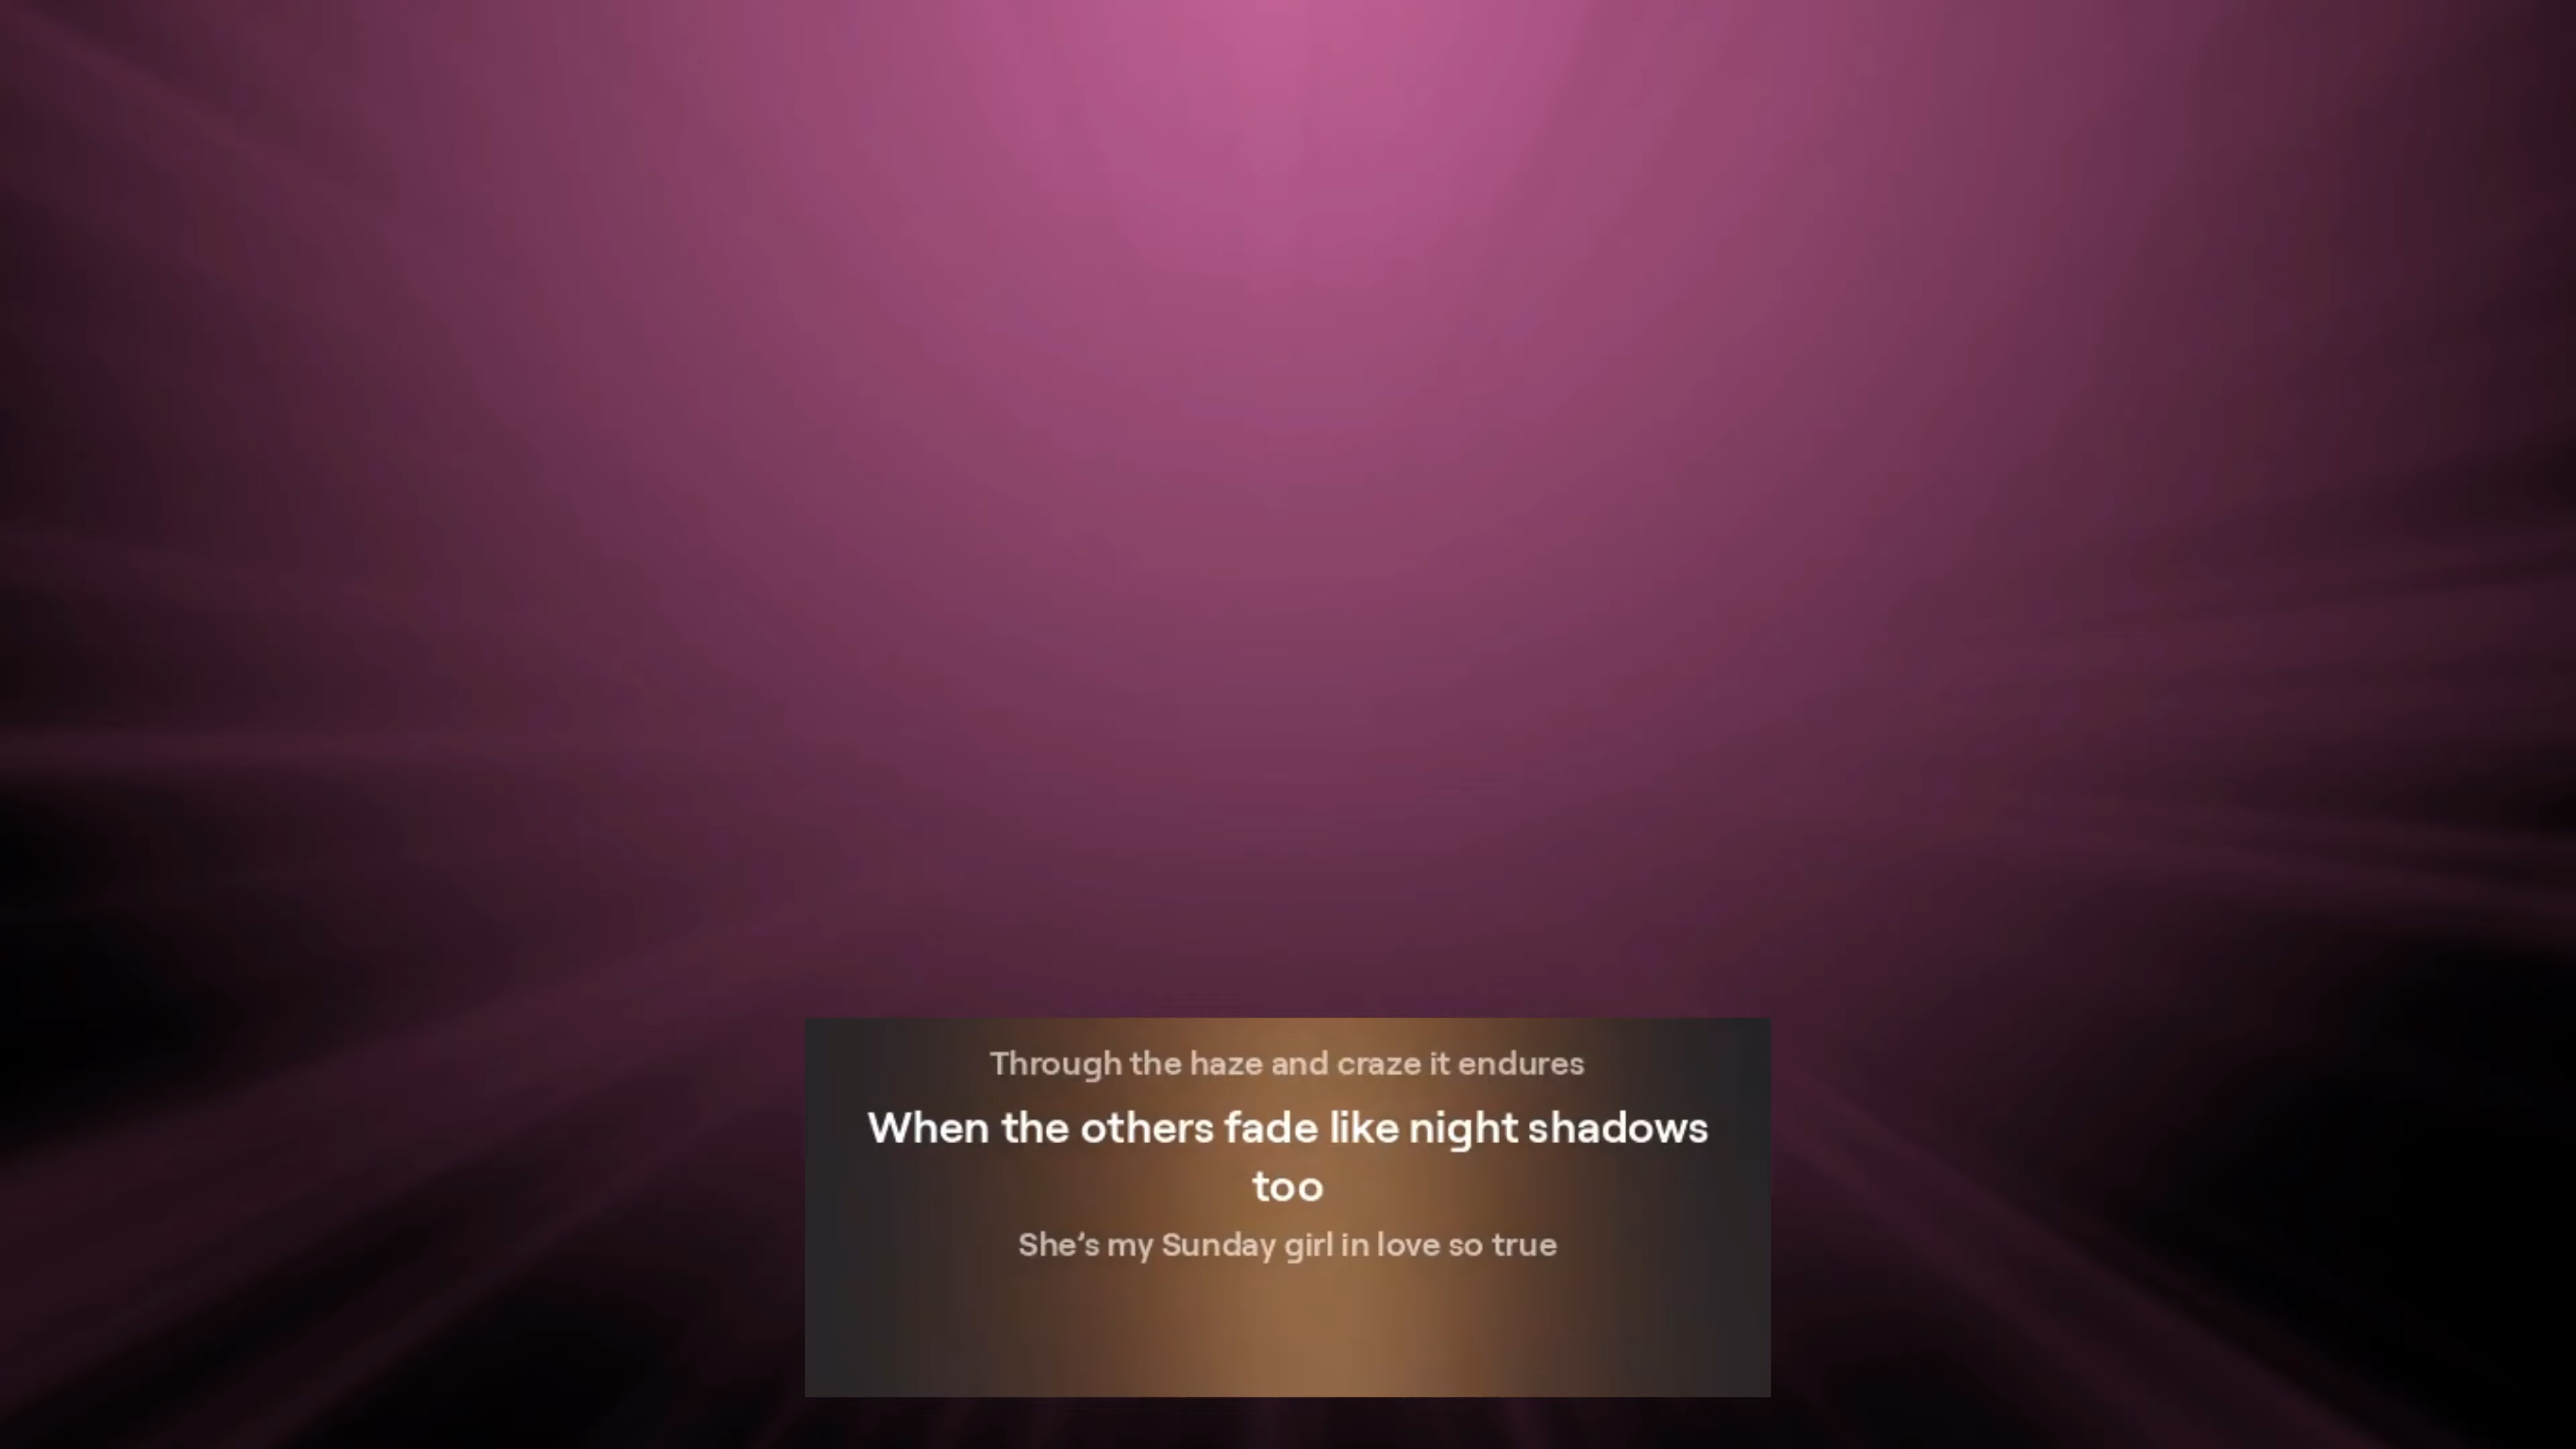 Through the haze and craze it endures
When the others fade like night shadows
too
She’s my Sunday girl in love so true